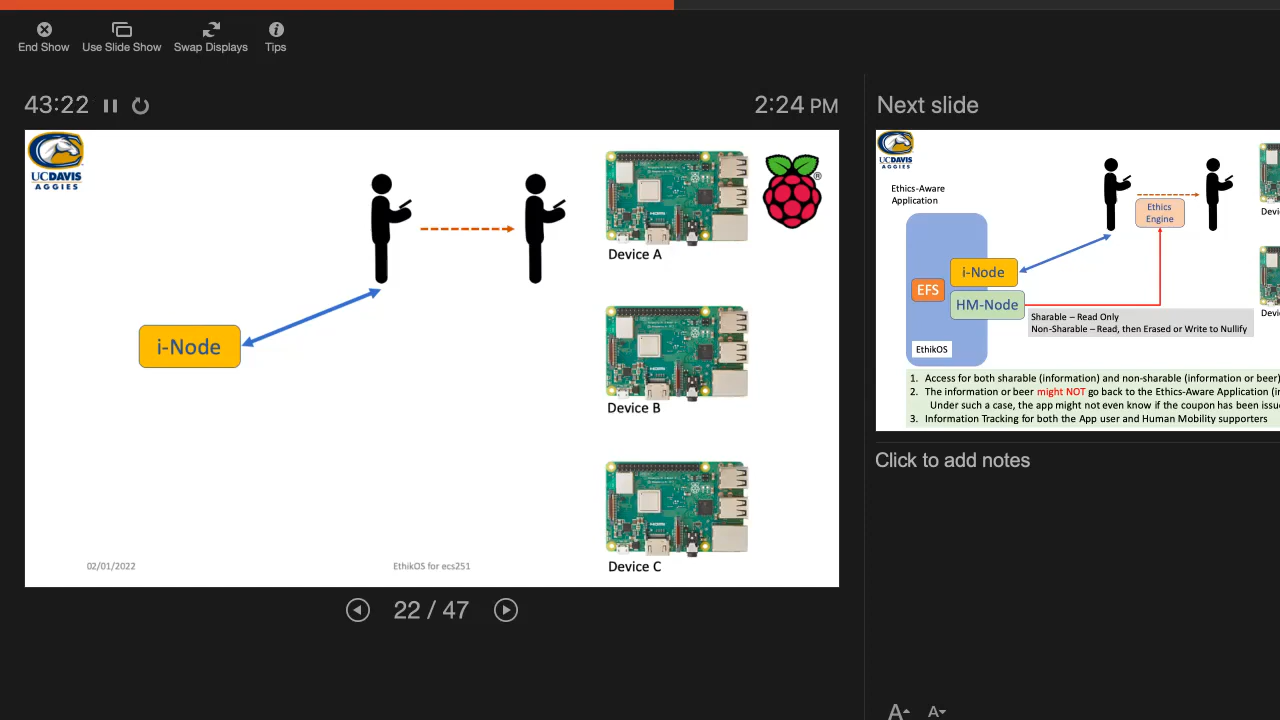 End Show
Use Slide Show
Swap Displays
Tips
43:22
2:24 PM
UCDAVIS
AGGIES
Device A
®
i-Node
Device B
Device C
02/01/2022
EthikOS for ecs251
22 / 47
Next slide
UCDAVIS
AGGIES
Ethics-Aware
Application
Ethics
Engine
i-Node
EFS
HM-Node
Sharable – Read Only
Non-Sharable – Read, then Erased or Write to Nullify
EthikOS
1. Access for both sharable (information) and non-sharable (information or beer)
2. The information or beer might NOT go back to the Ethics-Aware Application (i
Under such a case, the app might not even know if the coupon has been issu
3. Information Tracking for both the App user and Human Mobility supporters
Click to add notes
A
A